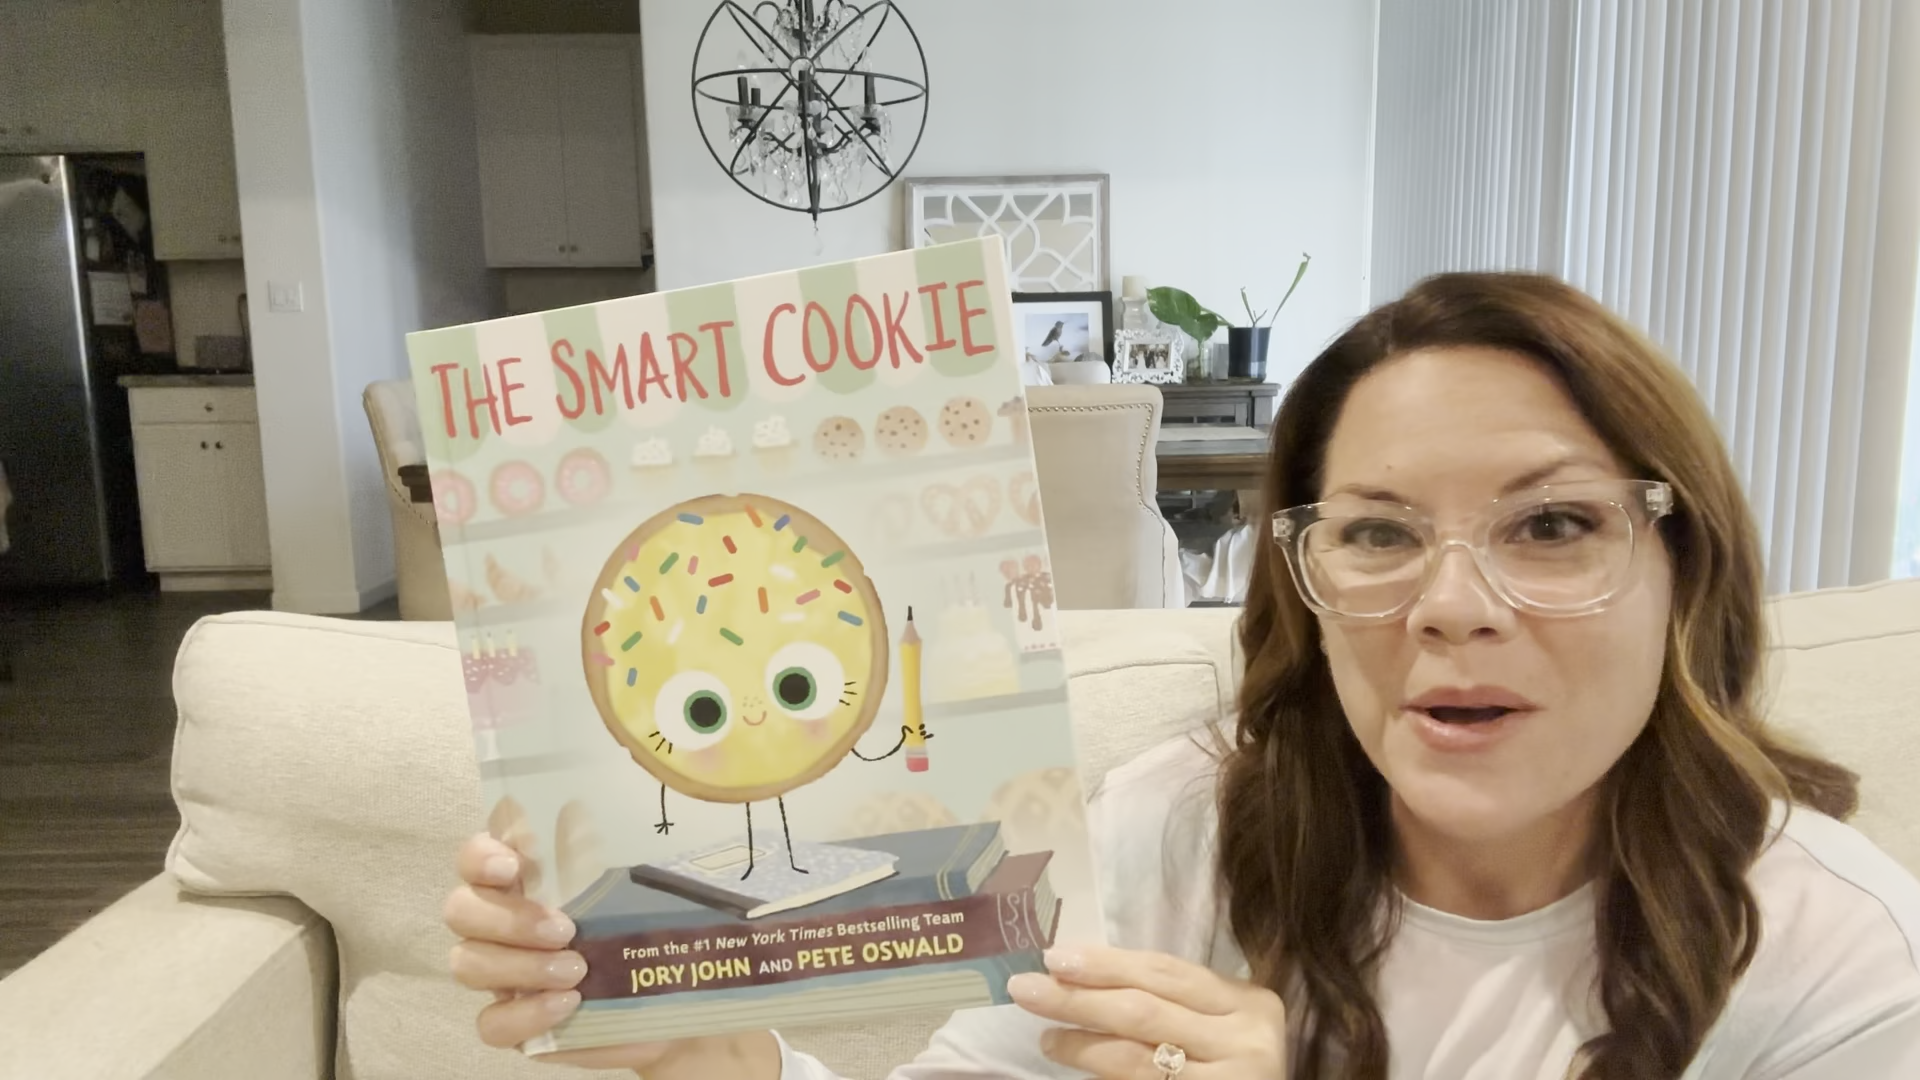 THE SMART COOKIE
From the #1 New York Times Bestselling Team
JORY JOHN AND PETE OSWALD